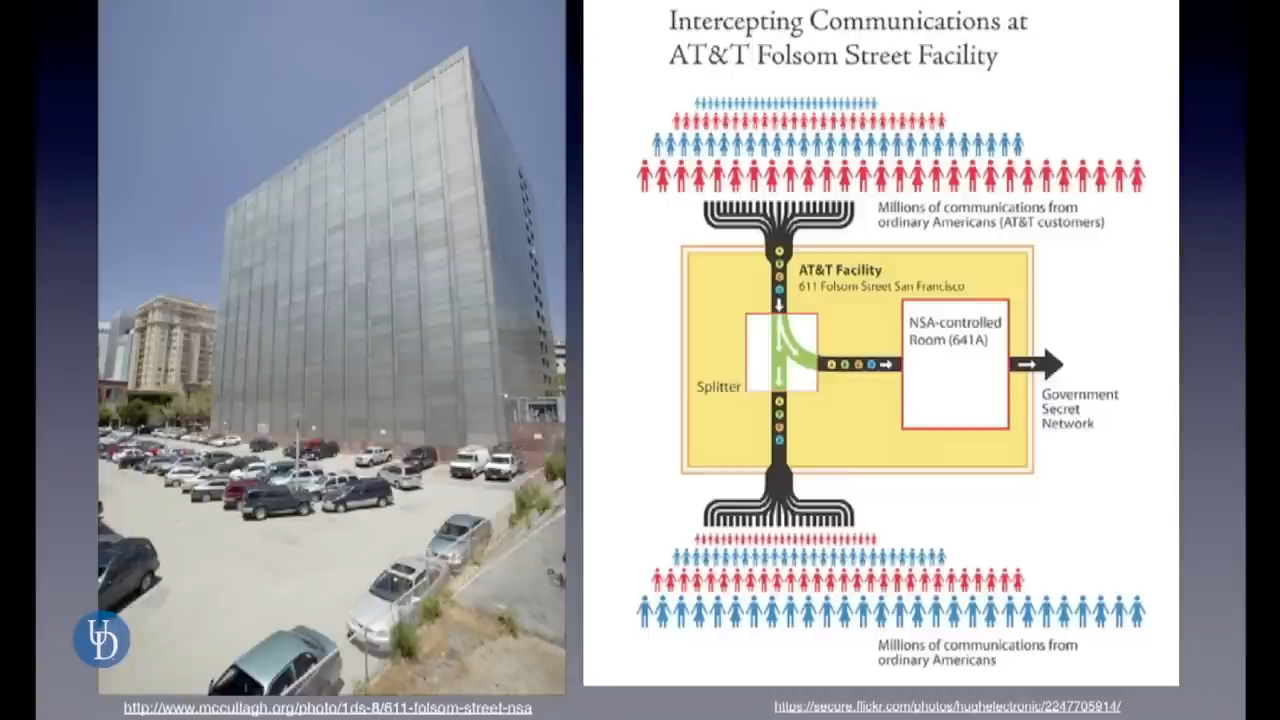 Intercepting Communications at
AT&T Folsom Street Facility
Millions of communications from
ordinary Americans (AT&T customers)
AT&T Facility
611 Folsom Street San Francisco
NSA-controlled
Room (641A)
Splitter
Government
Secret
Network
Millions of communications from
ordinary Americans
UD
http://www.mccullagh.org/photo/1ds-8/611-folsom-street-nsa
https://secure.flickr.com/photos/hughelectronic/2247705914/